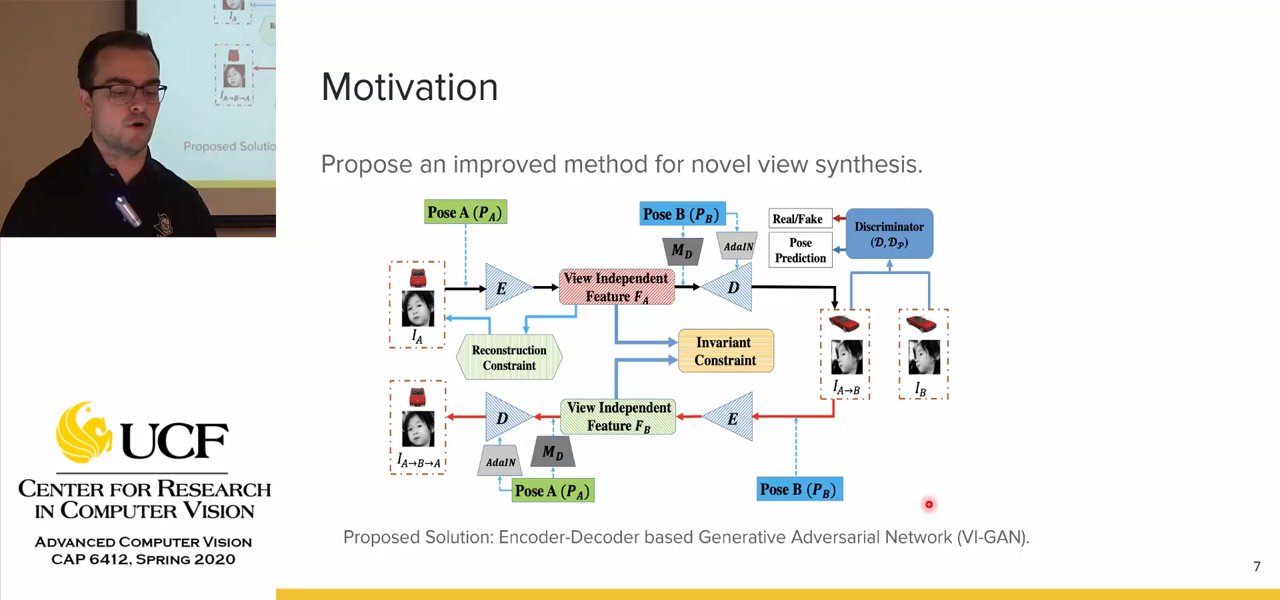 Motivation
Propose an improved method for novel view synthesis.
Pose A (P_A)
Pose B (P_B)
M_D
AdaIN
Real/Fake
Pose
Prediction
Discriminator
(𝒟, 𝒟_𝒫)
E
View Independent
Feature F_A
D
I_A
Reconstruction
Constraint
Invariant
Constraint
I_A→B
I_B
D
View Independent
Feature F_B
E
I_A→B→A
AdaIN
M_D
Pose A (P_A)
Pose B (P_B)
Proposed Solution: Encoder-Decoder based Generative Adversarial Network (VI-GAN).
7
I_A
I_A→B→A
Proposed Solutio
UCF
CENTER FOR RESEARCH
IN COMPUTER VISION
ADVANCED COMPUTER VISION
CAP 6412, SPRING 2020